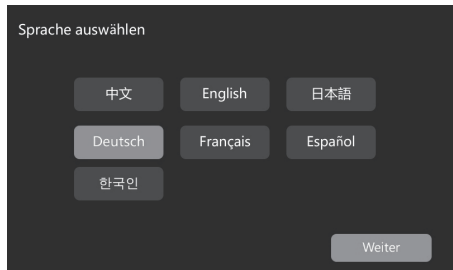 Sprache auswählen
中文 English 日本語
Deutsch Français Español
한국인
Weiter